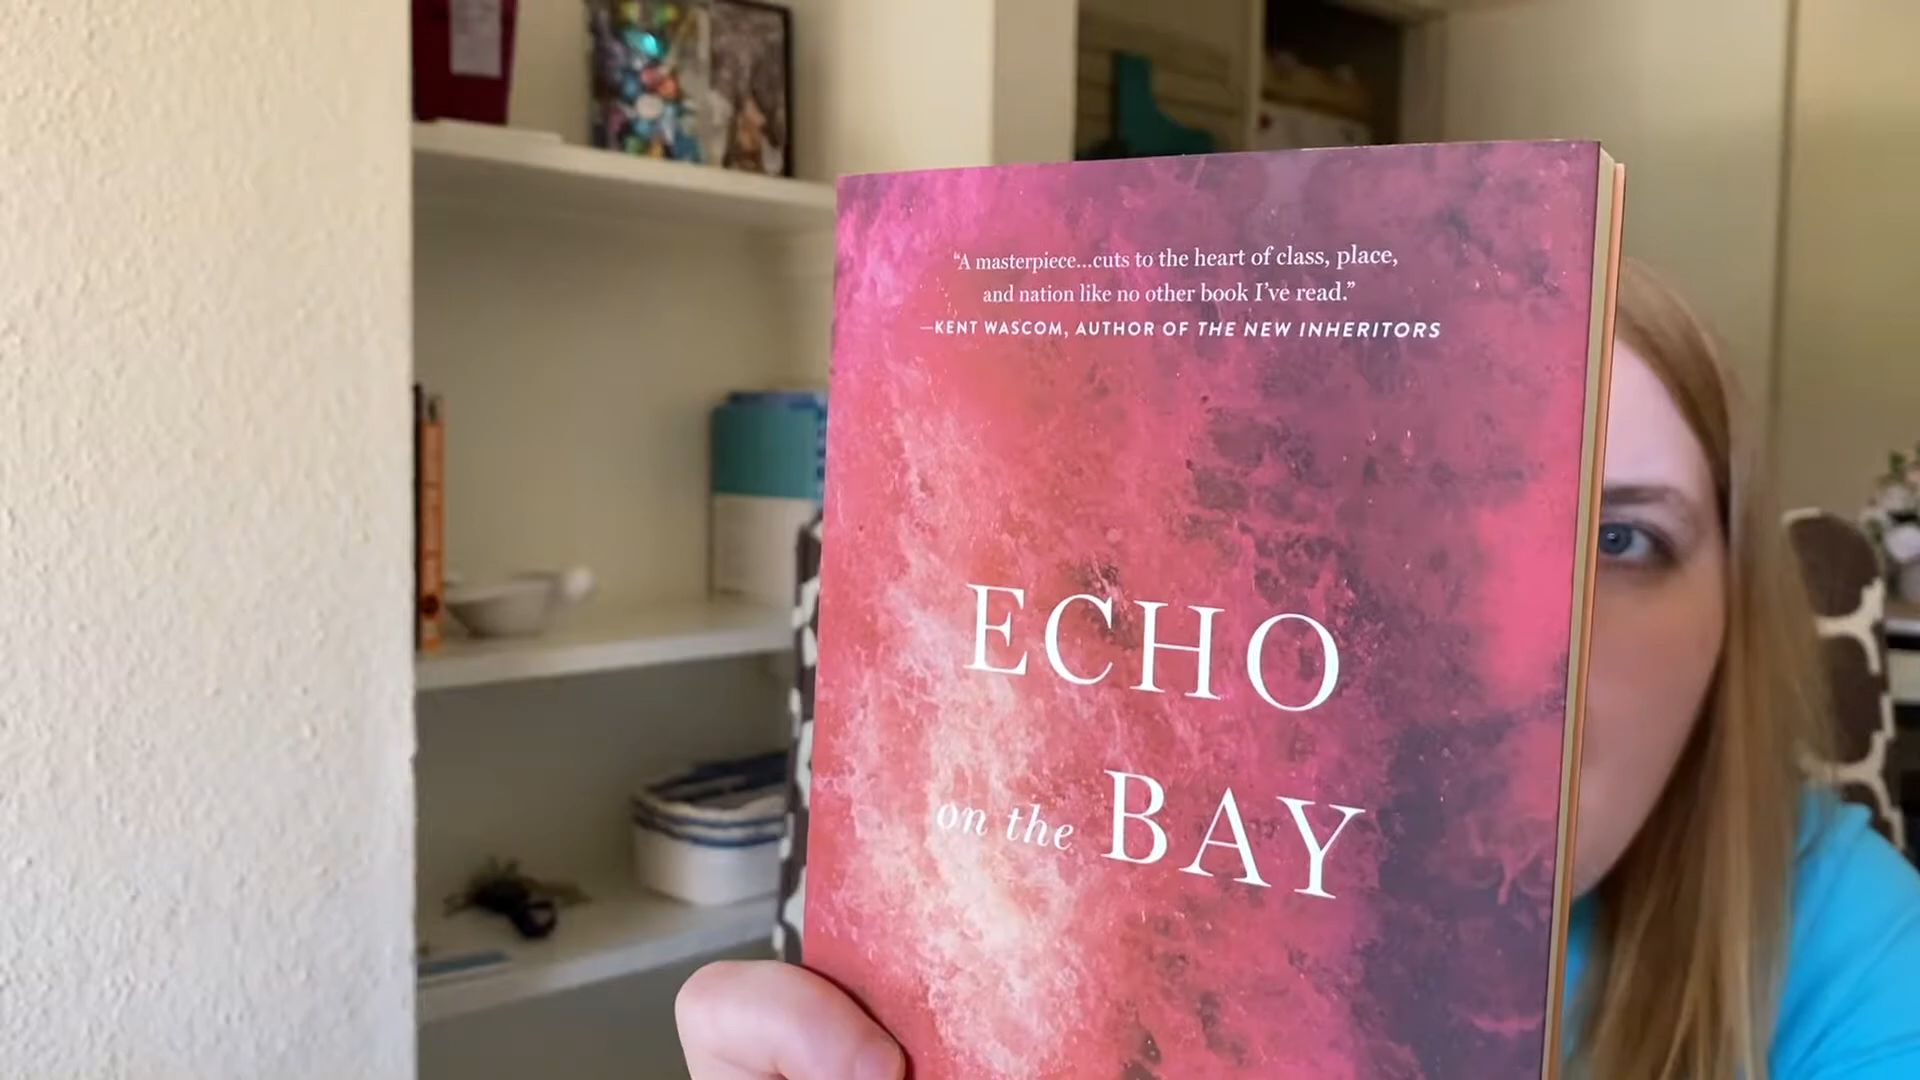 “A masterpiece...cuts to the heart of class, place,
and nation like no other book I’ve read.”
—KENT WASCOM, AUTHOR OF THE NEW INHERITORS
ECHO
on the BAY